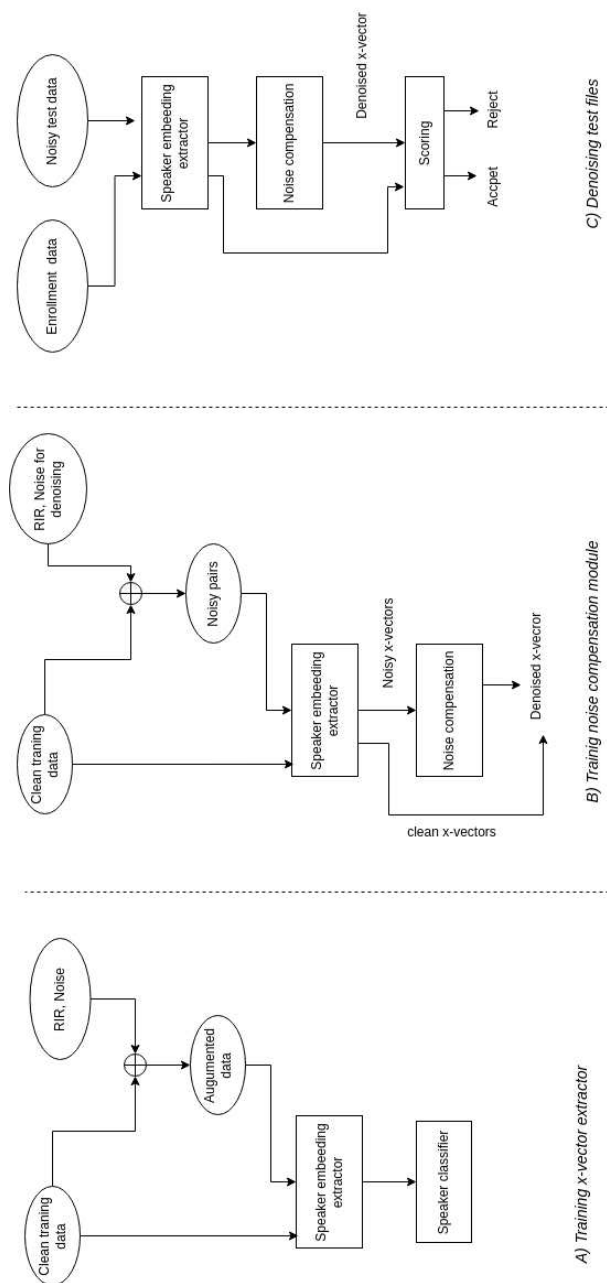 Clean traning
data
RIR, Noise
Augumented
data
Speaker embeeding
extractor
Speaker classifier
A) Training x-vector extractor
Clean traning
data
RIR, Noise for
denoising
Noisy pairs
Speaker embeeding
extractor
Noisy x-vectors
clean x-vectors
Noise compensation
Denoised x-vecror
B) Trainig noise compensation module
Enrollment data
Noisy test data
Speaker embeeding
extractor
Noise compensation
Denoised x-vector
Scoring
Accpet
Reject
C) Denoising test files